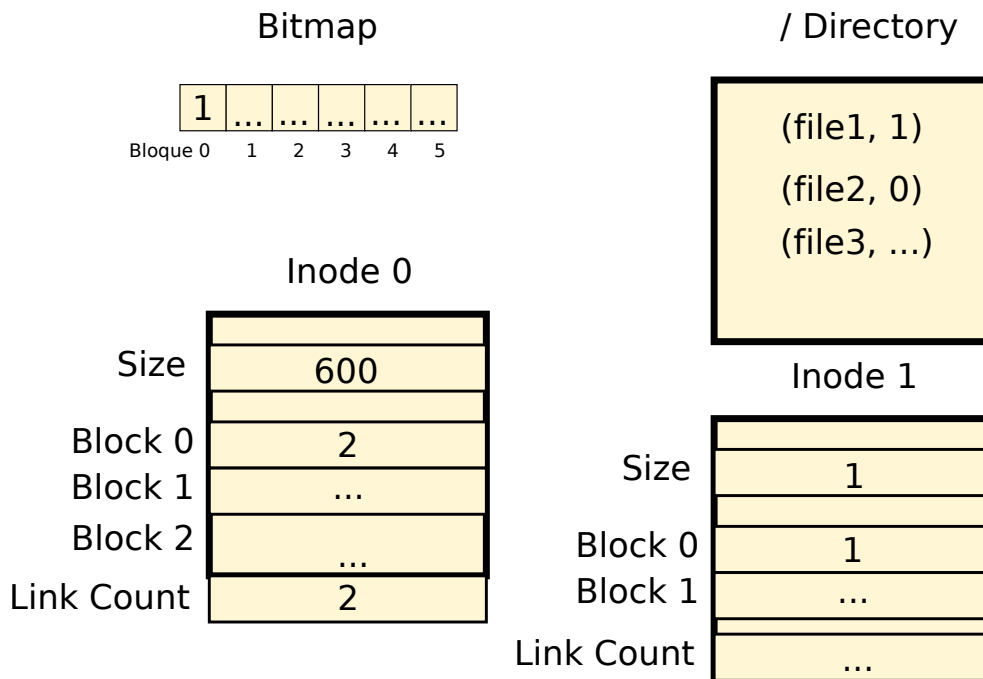 Bitmap
1 ... ... ... ... ...
Bloque 0 1 2 3 4 5
/ Directory
(file1, 1)
(file2, 0)
(file3, ...)
Inode 0
Size 600
Block 0 2
Block 1 ...
Block 2 ...
Link Count 2
Inode 1
Size 1
Block 0 1
Block 1 ...
Link Count ...